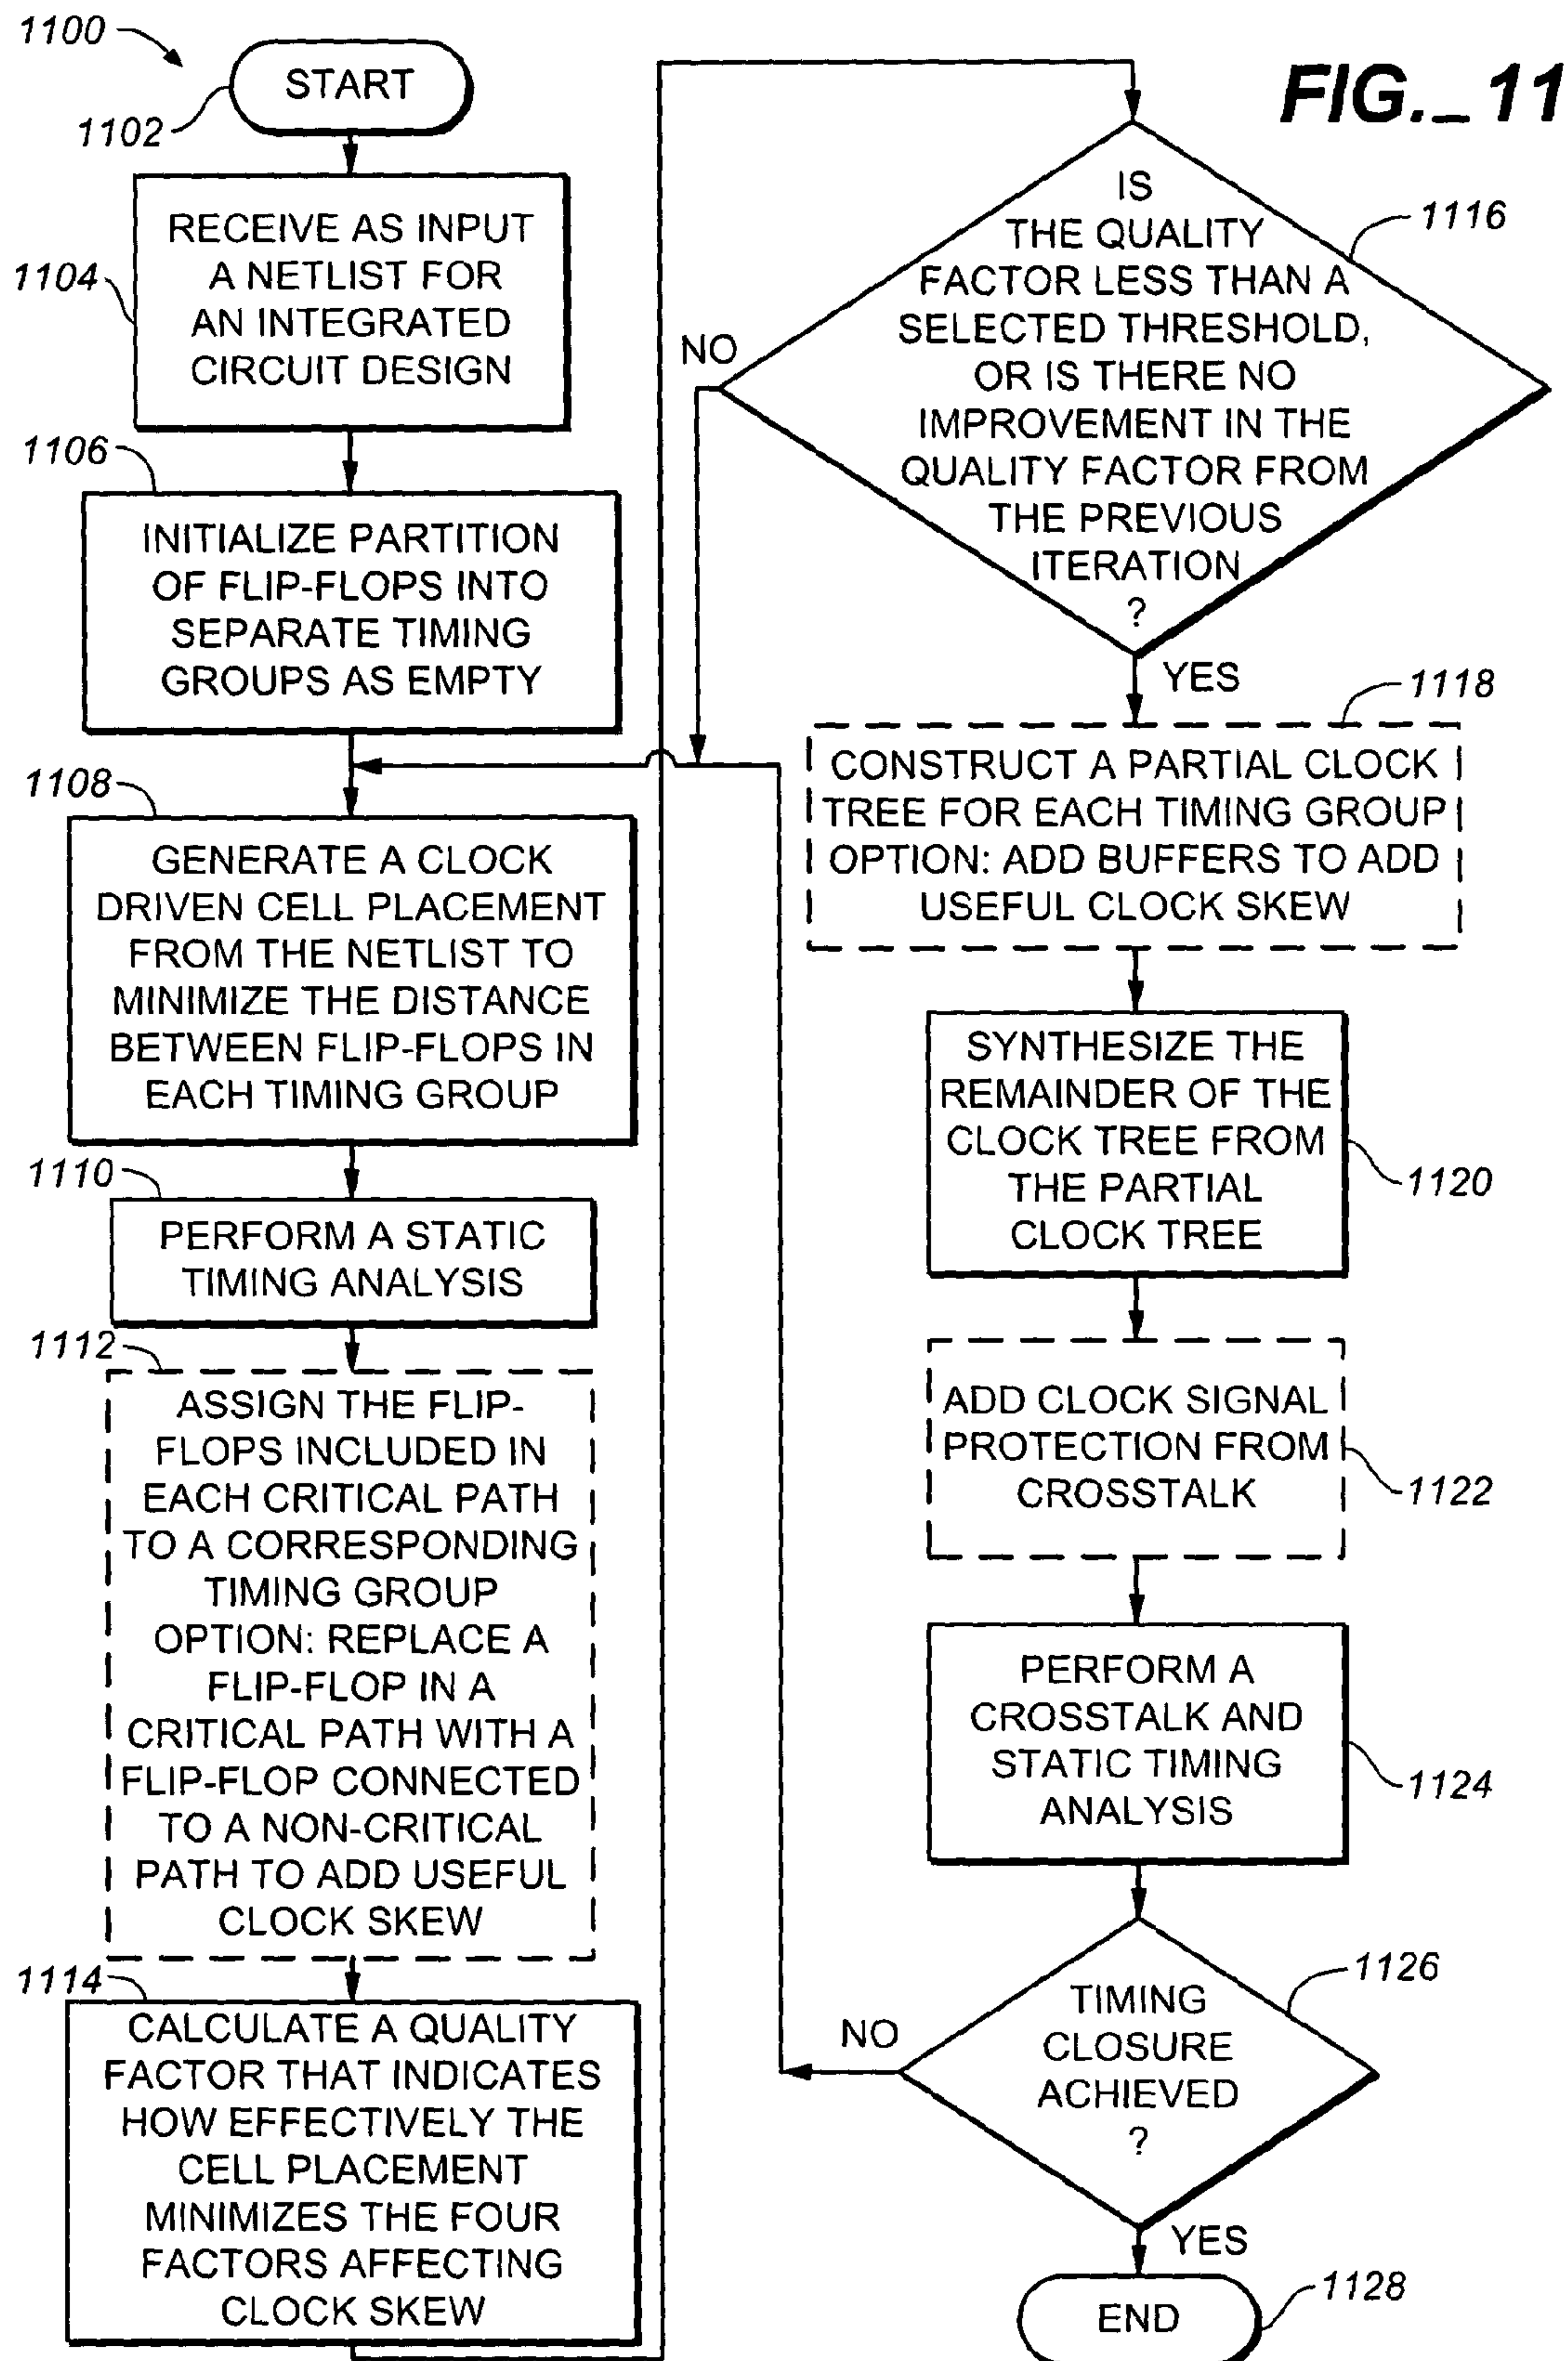 1100
START
1102
FIG._11
RECEIVE AS INPUT
A NETLIST FOR
AN INTEGRATED
CIRCUIT DESIGN
1104
1106
INITIALIZE PARTITION
OF FLIP-FLOPS INTO
SEPARATE TIMING
GROUPS AS EMPTY
1108
GENERATE A CLOCK
DRIVEN CELL PLACEMENT
FROM THE NETLIST TO
MINIMIZE THE DISTANCE
BETWEEN FLIP-FLOPS IN
EACH TIMING GROUP
1110
PERFORM A STATIC
TIMING ANALYSIS
1112
ASSIGN THE FLIP-
FLOPS INCLUDED IN
EACH CRITICAL PATH
TO A CORRESPONDING
TIMING GROUP
OPTION: REPLACE A
FLIP-FLOP IN A
CRITICAL PATH WITH A
FLIP-FLOP CONNECTED
TO A NON-CRITICAL
PATH TO ADD USEFUL
CLOCK SKEW
1114
CALCULATE A QUALITY
FACTOR THAT INDICATES
HOW EFFECTIVELY THE
CELL PLACEMENT
MINIMIZES THE FOUR
FACTORS AFFECTING
CLOCK SKEW
IS
THE QUALITY
FACTOR LESS THAN A
SELECTED THRESHOLD,
OR IS THERE NO
IMPROVEMENT IN THE
QUALITY FACTOR FROM
THE PREVIOUS
ITERATION
?
1116
NO
YES
1118
CONSTRUCT A PARTIAL CLOCK
TREE FOR EACH TIMING GROUP
OPTION: ADD BUFFERS TO ADD
USEFUL CLOCK SKEW
SYNTHESIZE THE
REMAINDER OF THE
CLOCK TREE FROM
THE PARTIAL
CLOCK TREE
1120
ADD CLOCK SIGNAL
PROTECTION FROM
CROSSTALK
1122
PERFORM A
CROSSTALK AND
STATIC TIMING
ANALYSIS
1124
TIMING
CLOSURE
ACHIEVED
?
1126
NO
YES
END
1128